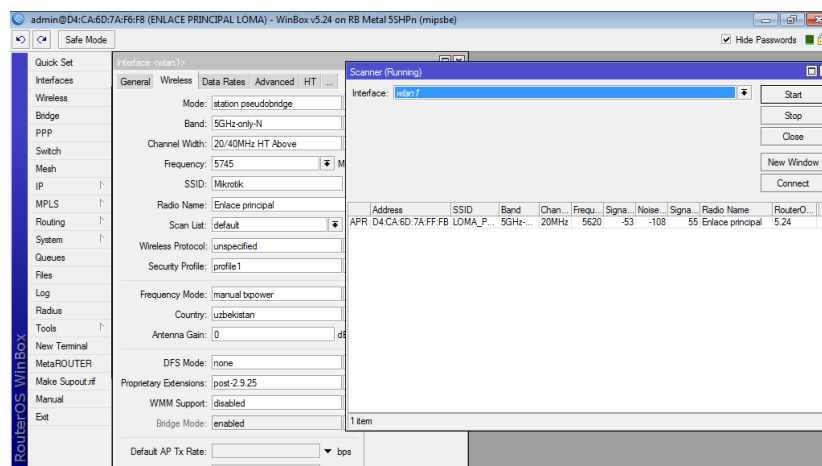 admin@D4:CA:6D:7A:F6:F8 (ENLACE PRINCIPAL LOMA) - WinBox v5.24 on RB Metal 5SHPn (mipsbe)
Safe Mode
Hide Passwords
Quick Set
Interfaces
Wireless
Bridge
PPP
Switch
Mesh
IP
MPLS
Routing
System
Queues
Files
Log
Radius
Tools
New Terminal
MetaROUTER
Make Supout.rif
Manual
Exit
RouterOS WinBox
Interface <wlan1>
General Wireless Data Rates Advanced HT ...
Mode: station pseudobridge
Band: 5GHz-only-N
Channel Width: 20/40MHz HT Above
Frequency: 5745 M
SSID: Mikrotik
Radio Name: Enlace principal
Scan List: default
Wireless Protocol: unspecified
Security Profile: profile1
Frequency Mode: manual txpower
Country: uzbekistan
Antenna Gain: 0 dB
DFS Mode: none
Proprietary Extensions: post-2.9.25
WMM Support: disabled
Bridge Mode: enabled
Default AP Tx Rate: bps
Scanner (Running)
Interface: wlan1
Start
Stop
Close
New Window
Connect
Address SSID Band Chan... Frequ... Signa... Noise... Signa... Radio Name RouterO...
APR D4:CA:6D:7A:FF:FB LOMA_P... 5GHz-... 20MHz 5620 -53 -108 55 Enlace principal 5.24
1 item